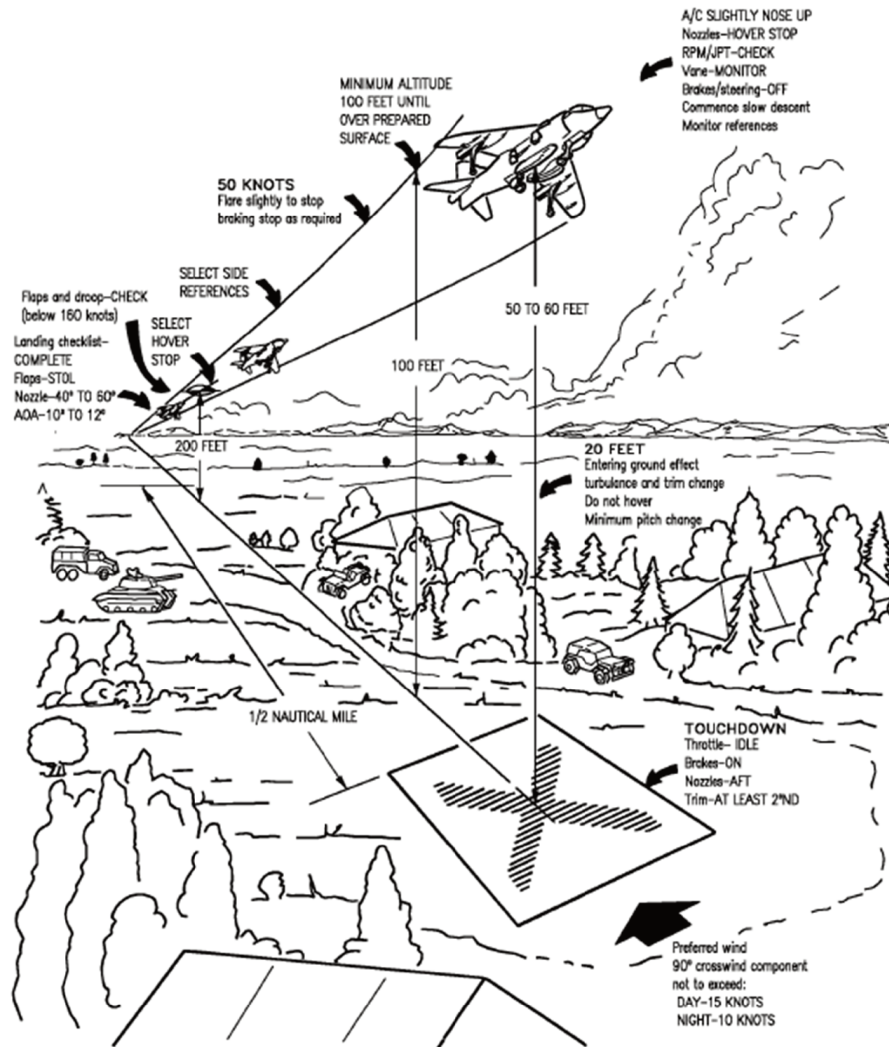 A/C SLIGHTLY NOSE UP
Nozzles-HOVER STOP
RPM/JPT-CHECK
Vane-MONITOR
Brakes/steering-OFF
Commence slow descent
Monitor references
MINIMUM ALTITUDE
100 FEET UNTIL
OVER PREPARED
SURFACE
50 KNOTS
Flare slightly to stop
braking stop as required
SELECT SIDE
REFERENCES
Flaps and droop-CHECK
(below 160 knots)
SELECT
HOVER
STOP
Landing checklist-
COMPLETE
Flaps-STOL
Nozzle-40° TO 60°
AOA-10° TO 12°
50 TO 60 FEET
100 FEET
200 FEET
20 FEET
Entering ground effect
turbulance and trim change
Do not hover
Minimum pitch change
1/2 NAUTICAL MILE
TOUCHDOWN
Throttle- IDLE
Brakes-ON
Nozzles-AFT
Trim-AT LEAST 2°ND
Preferred wind
90° crosswind component
not to exceed:
DAY-15 KNOTS
NIGHT-10 KNOTS